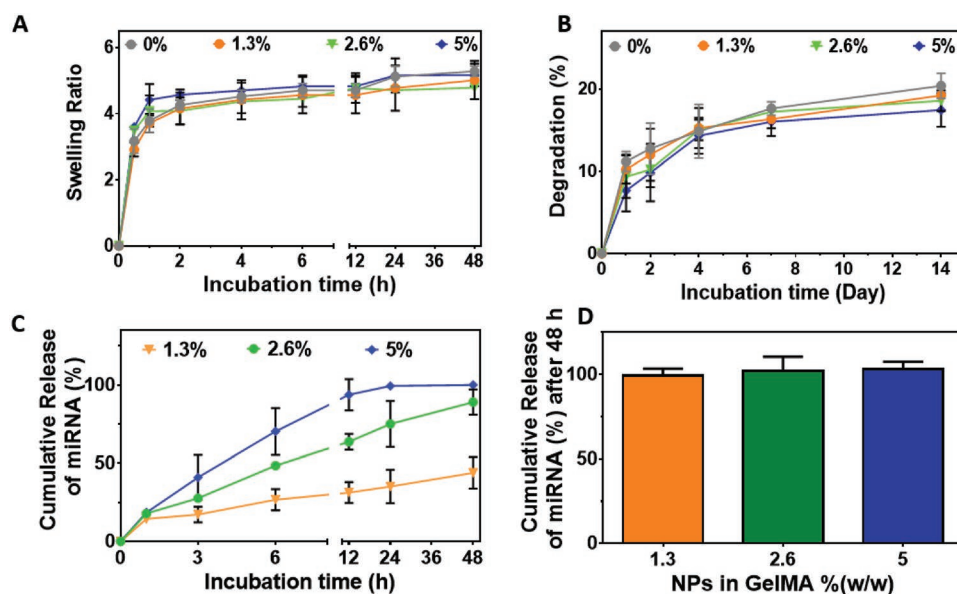 A
0% 1.3% 2.6% 5%
6
4
2
0
Swelling Ratio
0 2 4 6 12 24 36 48
Incubation time (h)
B
0% 1.3% 2.6% 5%
20
10
0
Degradation (%)
0 2 4 6 8 10 12 14
Incubation time (Day)
C
1.3% 2.6% 5%
100
50
0
Cumulative Release
of miRNA (%)
0 3 6 12 24 36 48
Incubation time (h)
D
100
50
0
Cumulative Release
of miRNA (%) after 48 h
1.3 2.6 5
NPs in GelMA %(w/w)